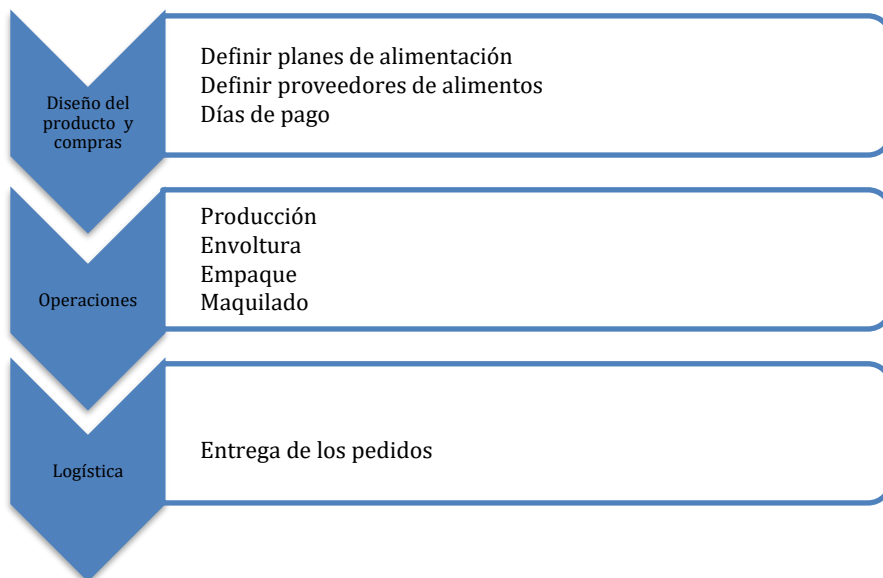 Diseño del
producto y
compras
Definir planes de alimentación
Definir proveedores de alimentos
Días de pago
Operaciones
Producción
Envoltura
Empaque
Maquilado
Logística
Entrega de los pedidos